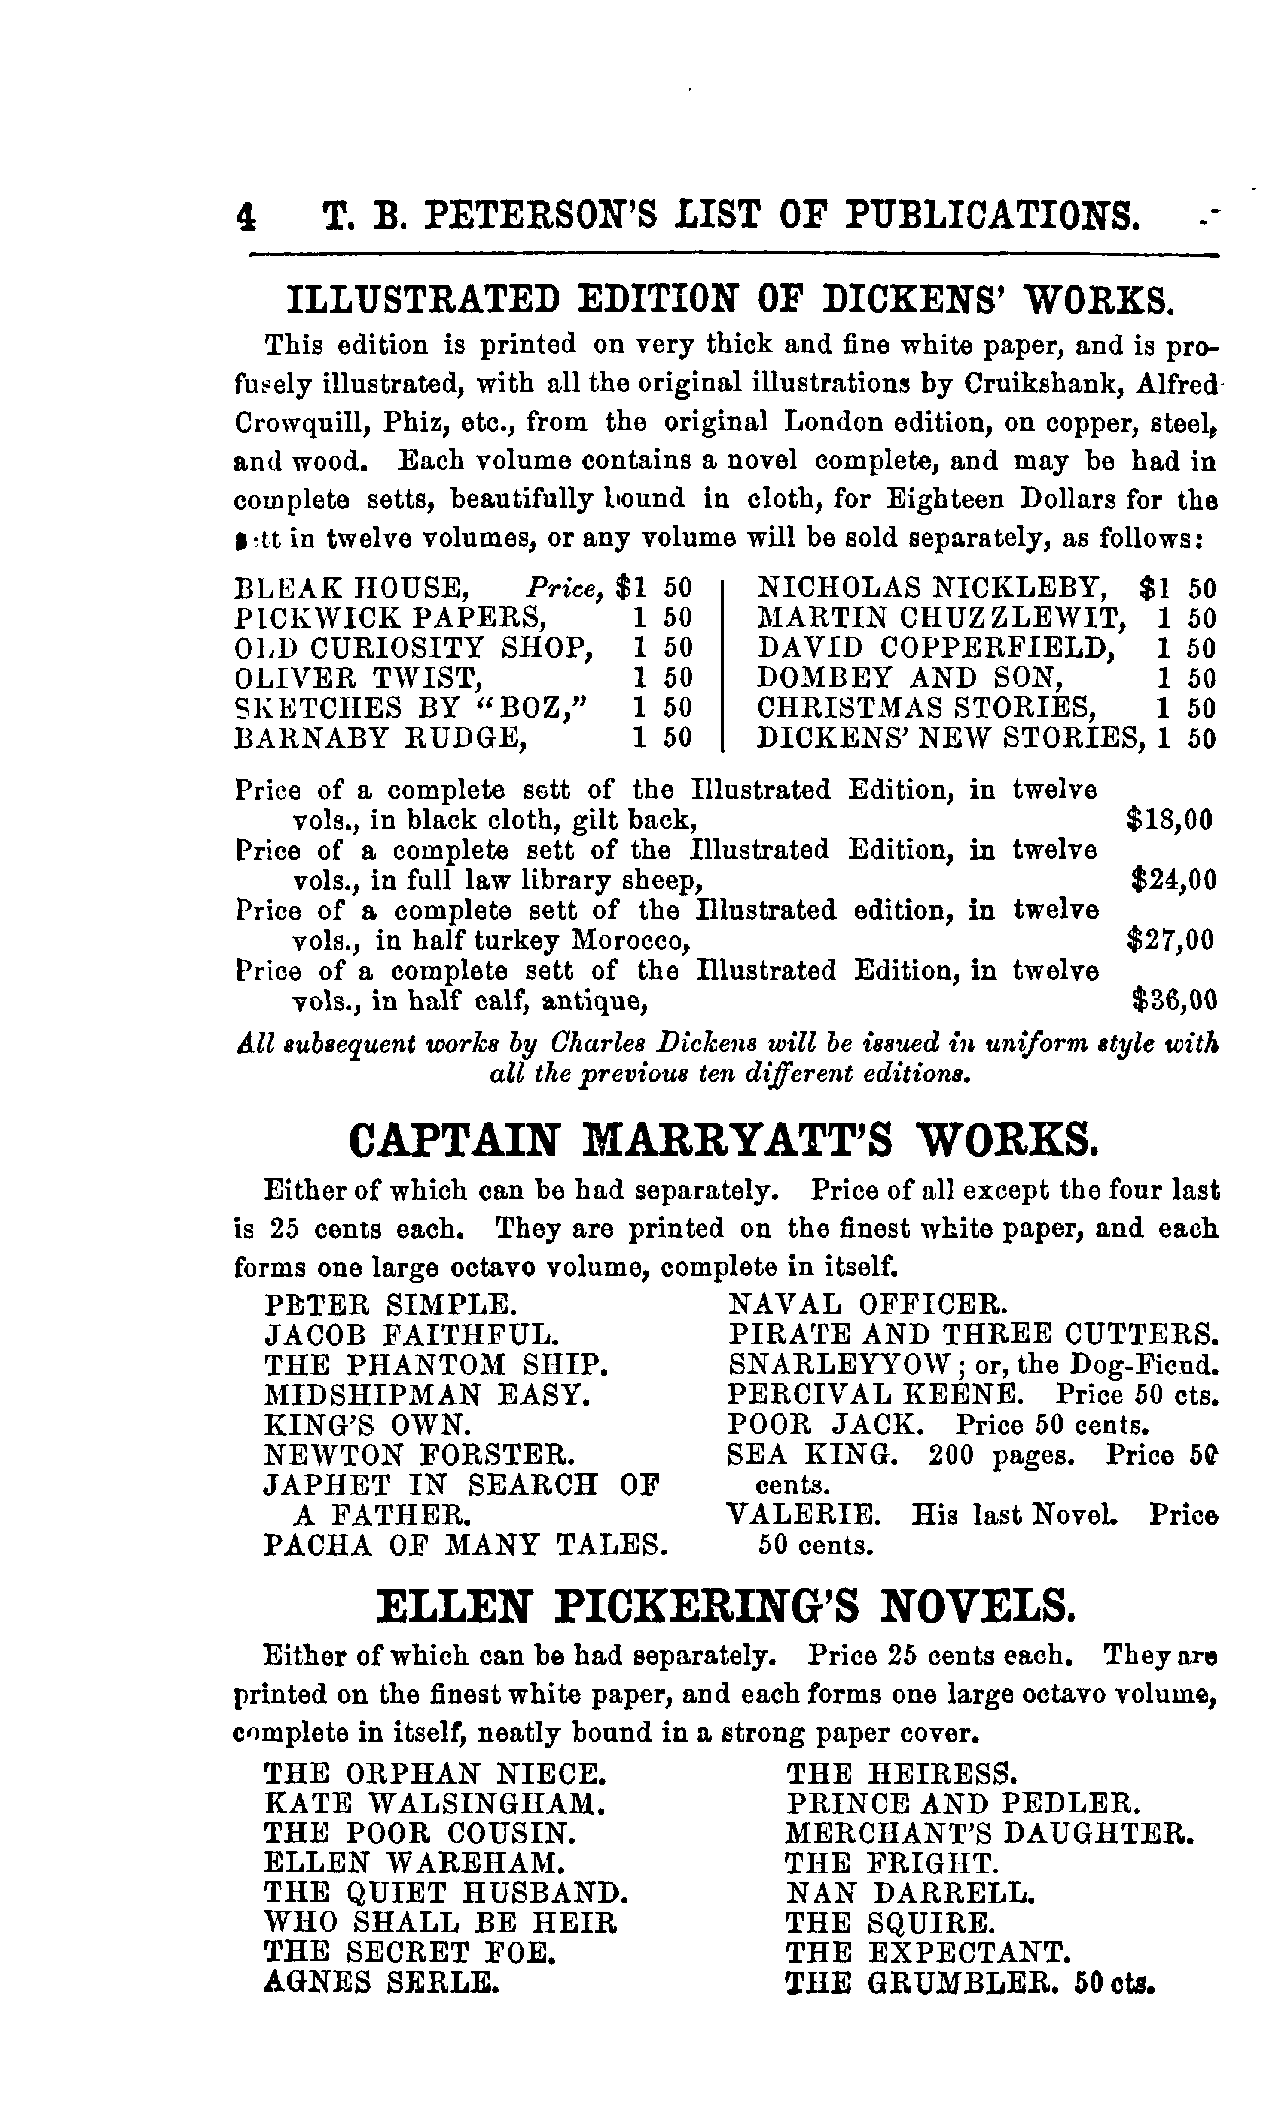 4 T. B. PETERSON'S LIST OF PUBLICATIONS.
ILLUSTRATED EDITION OF DICKENS' WORKS.
This edition is printed on very thick and fine white paper, and is pro-
fusely illustrated, with all the original illustrations by Cruikshank, Alfred
Crowquill, Phiz, etc., from the original London edition, on copper, steel,
and wood. Each volume contains a novel complete, and may be had in
complete setts, beautifully bound in cloth, for Eighteen Dollars for the
sett in twelve volumes, or any volume will be sold separately, as follows:
BLEAK HOUSE, Price, $1 50
PICKWICK PAPERS, 1 50
OLD CURIOSITY SHOP, 1 50
OLIVER TWIST, 1 50
SKETCHES BY "BOZ," 1 50
BARNABY RUDGE, 1 50
NICHOLAS NICKLEBY, $1 50
MARTIN CHUZZLEWIT, 1 50
DAVID COPPERFIELD, 1 50
DOMBEY AND SON, 1 50
CHRISTMAS STORIES, 1 50
DICKENS' NEW STORIES, 1 50
Price of a complete sett of the Illustrated Edition, in twelve
vols., in black cloth, gilt back, $18,00
Price of a complete sett of the Illustrated Edition, in twelve
vols., in full law library sheep, $24,00
Price of a complete sett of the Illustrated edition, in twelve
vols., in half turkey Morocco, $27,00
Price of a complete sett of the Illustrated Edition, in twelve
vols., in half calf, antique, $36,00
All subsequent works by Charles Dickens will be issued in uniform style with
all the previous ten different editions.
CAPTAIN MARRYATT'S WORKS.
Either of which can be had separately. Price of all except the four last
is 25 cents each. They are printed on the finest white paper, and each
forms one large octavo volume, complete in itself.
PETER SIMPLE.
JACOB FAITHFUL.
THE PHANTOM SHIP.
MIDSHIPMAN EASY.
KING'S OWN.
NEWTON FORSTER.
JAPHET IN SEARCH OF
A FATHER.
PACHA OF MANY TALES.
NAVAL OFFICER.
PIRATE AND THREE CUTTERS.
SNARLEYYOW; or, the Dog-Fiend.
PERCIVAL KEENE. Price 50 cts.
POOR JACK. Price 50 cents.
SEA KING. 200 pages. Price 50
cents.
VALERIE. His last Novel. Price
50 cents.
ELLEN PICKERING'S NOVELS.
Either of which can be had separately. Price 25 cents each. They are
printed on the finest white paper, and each forms one large octavo volume,
complete in itself, neatly bound in a strong paper cover.
THE ORPHAN NIECE.
KATE WALSINGHAM.
THE POOR COUSIN.
ELLEN WAREHAM.
THE QUIET HUSBAND.
WHO SHALL BE HEIR
THE SECRET FOE.
AGNES SERLE.
THE HEIRESS.
PRINCE AND PEDLER.
MERCHANT'S DAUGHTER.
THE FRIGHT.
NAN DARRELL.
THE SQUIRE.
THE EXPECTANT.
THE GRUMBLER. 50 cts.